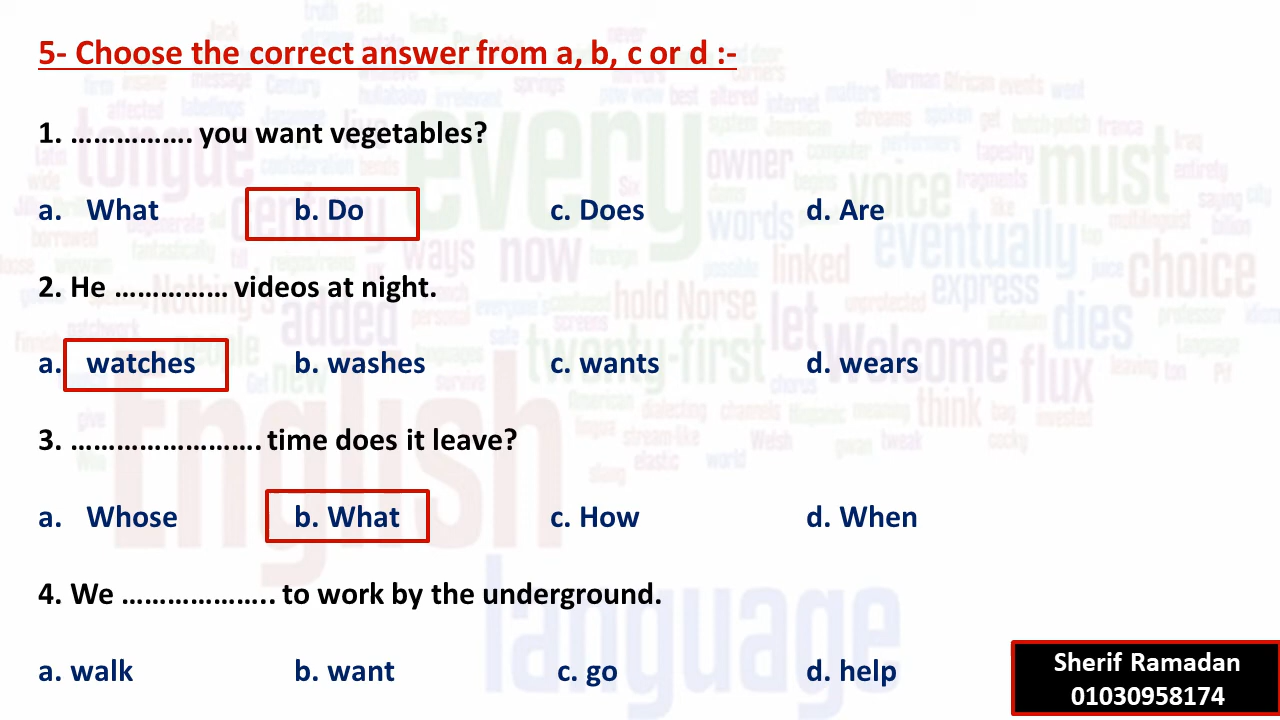 5- Choose the correct answer from a, b, c or d :-
1. ……………. you want vegetables?
a. What b. Do c. Does d. Are
2. He …………… videos at night.
a. watches b. washes c. wants d. wears
3. ……………………. time does it leave?
a. Whose b. What c. How d. When
4. We ……………….. to work by the underground.
a. walk b. want c. go d. help
Sherif Ramadan
01030958174